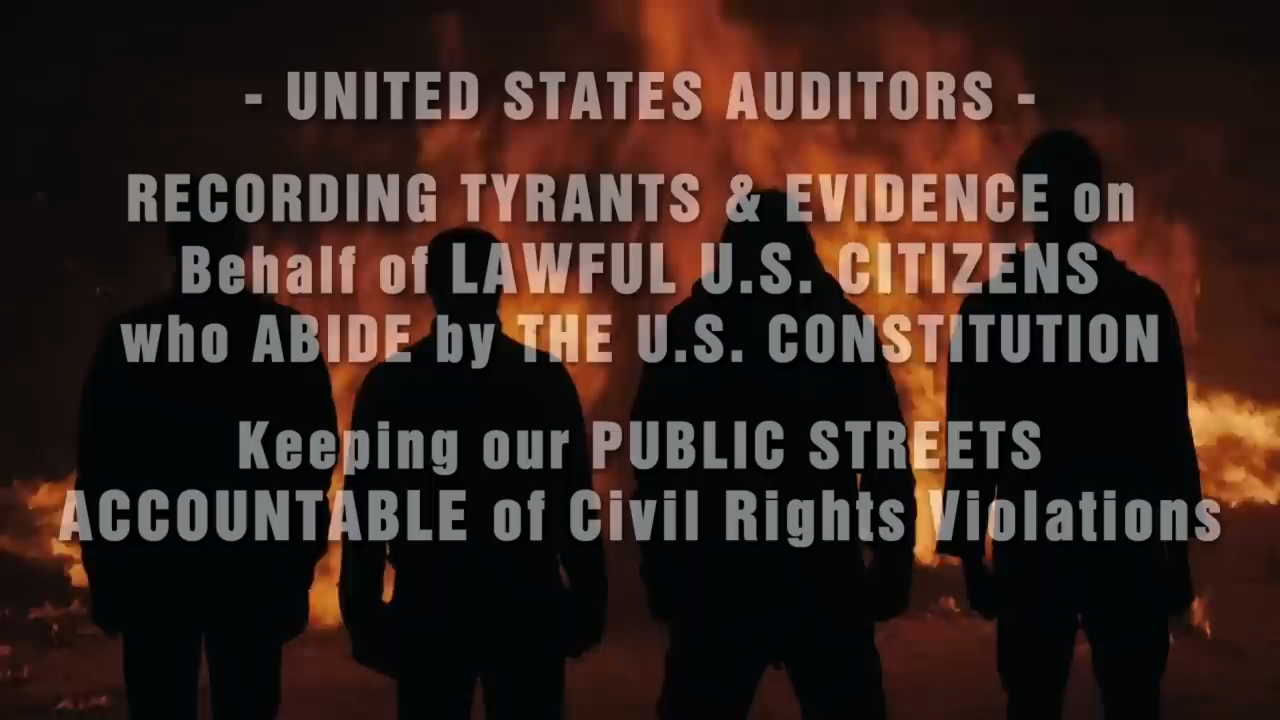 - UNITED STATES AUDITORS -
RECORDING TYRANTS & EVIDENCE on
Behalf of LAWFUL U.S. CITIZENS
who ABIDE by THE U.S. CONSTITUTION
Keeping our PUBLIC STREETS
ACCOUNTABLE of Civil Rights Violations